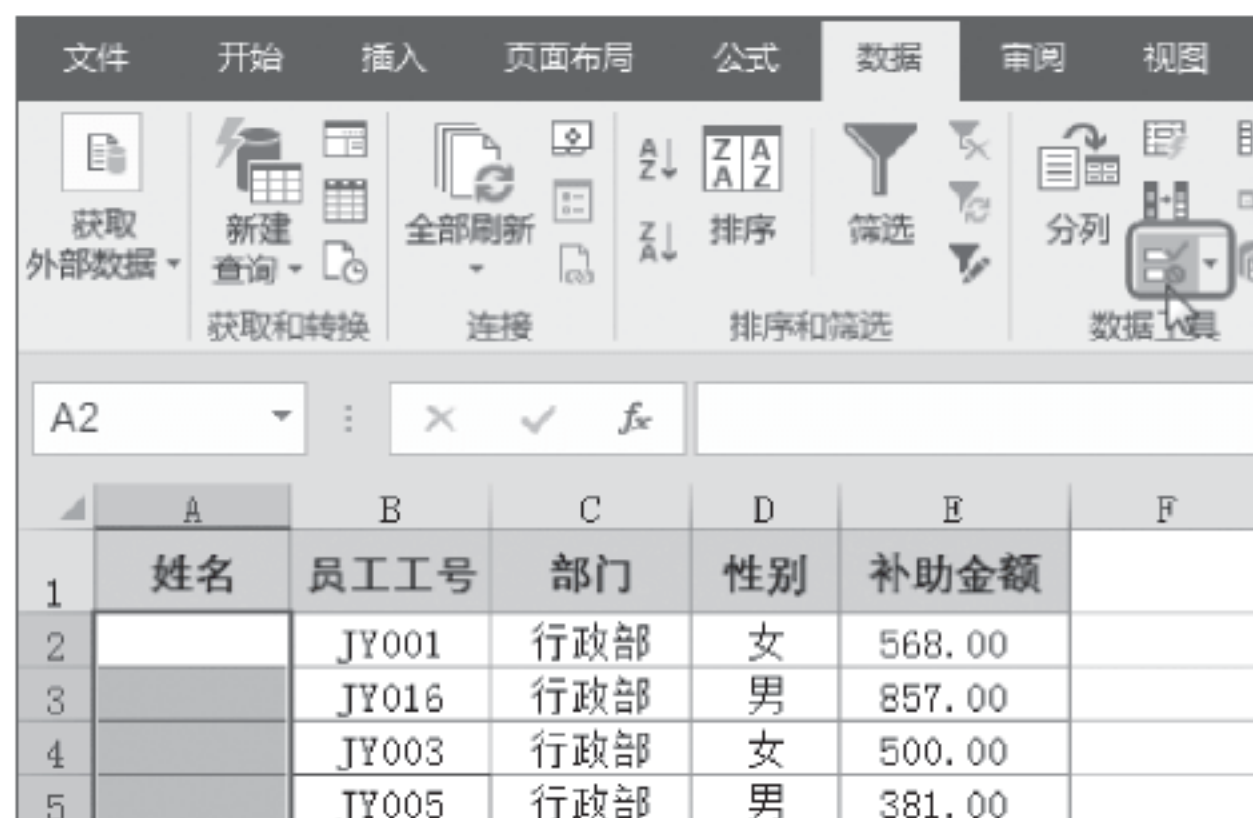 文件 开始 插入 页面布局 公式 数据 审阅 视图
获取 新建 全部刷新 排序 筛选 分列
外部数据 查询
获取和转换 连接 排序和筛选 数据工具
A2 fx
A B C D E F
1 姓名 员工工号 部门 性别 补助金额
2 JY001 行政部 女 568.00
3 JY016 行政部 男 857.00
4 JY003 行政部 女 500.00
5 JY005 行政部 男 381.00